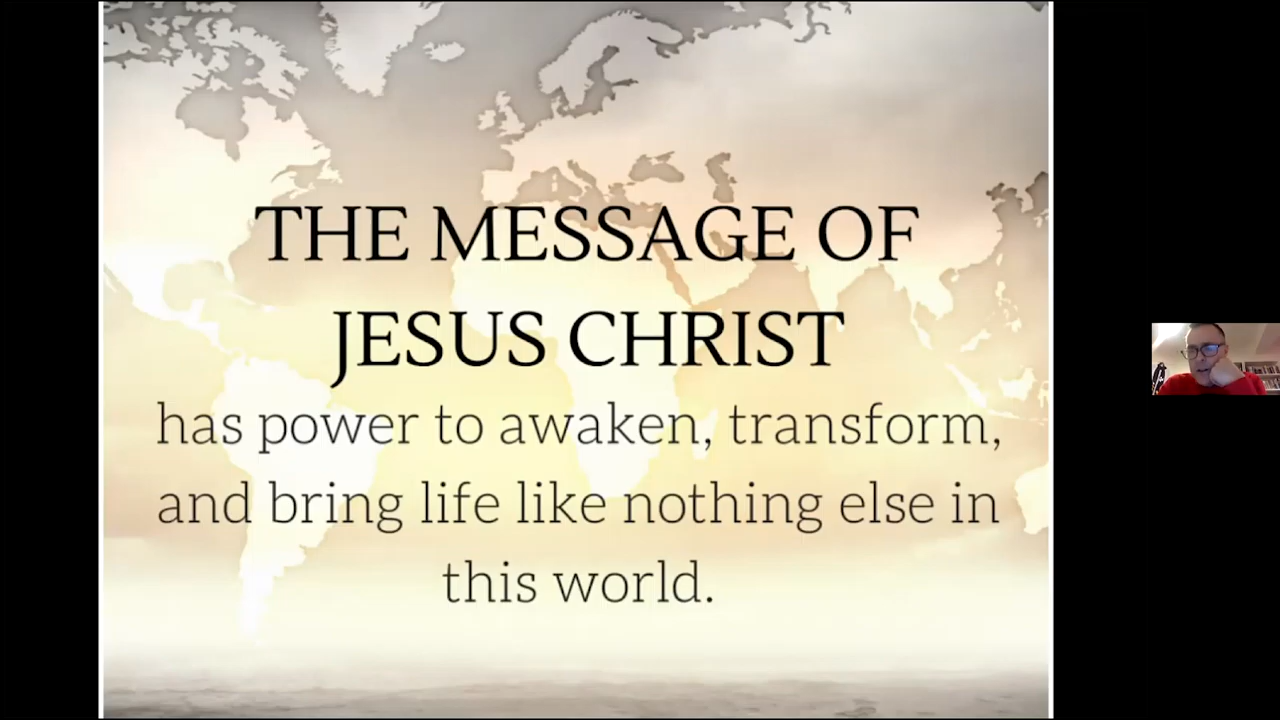 THE MESSAGE OF
JESUS CHRIST
has power to awaken, transform,
and bring life like nothing else in
this world.